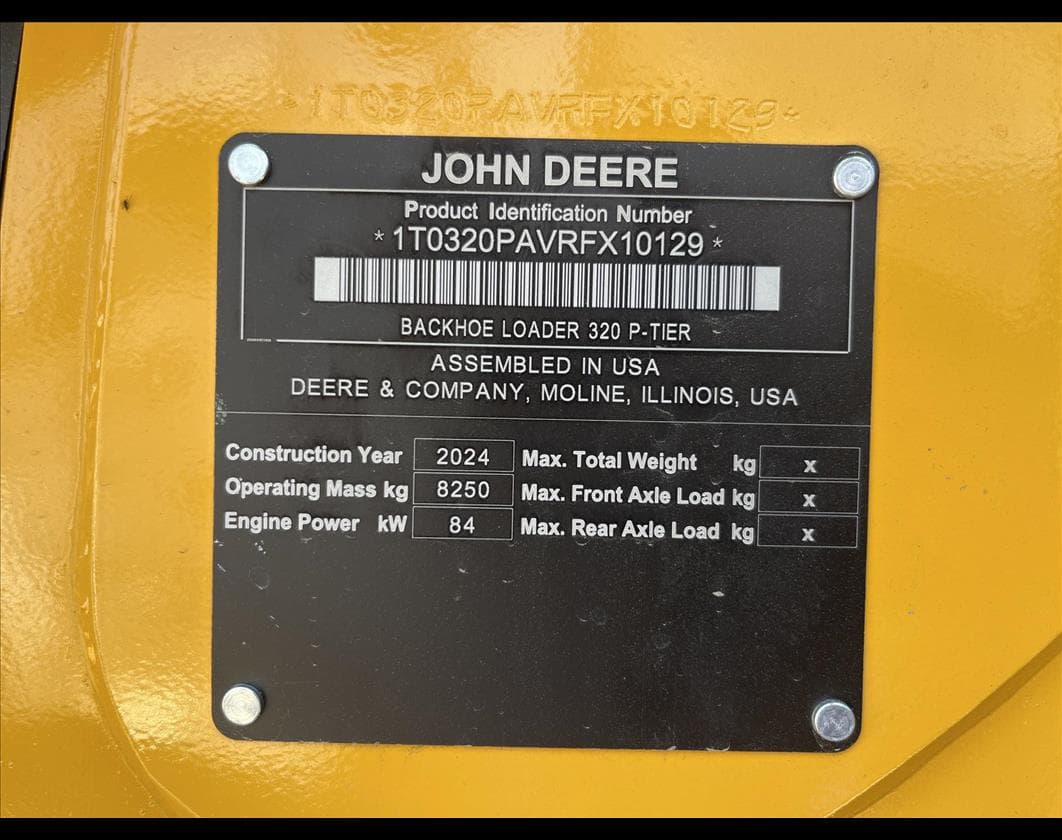 *1T0320PAVRFX10129*
JOHN DEERE
Product Identification Number
*1T0320PAVRFX10129*
BACKHOE LOADER 320 P-TIER
ASSEMBLED IN USA
DEERE & COMPANY, MOLINE, ILLINOIS, USA
Construction Year 2024 Max. Total Weight kg x
Operating Mass kg 8250 Max. Front Axle Load kg x
Engine Power kW 84 Max. Rear Axle Load kg x